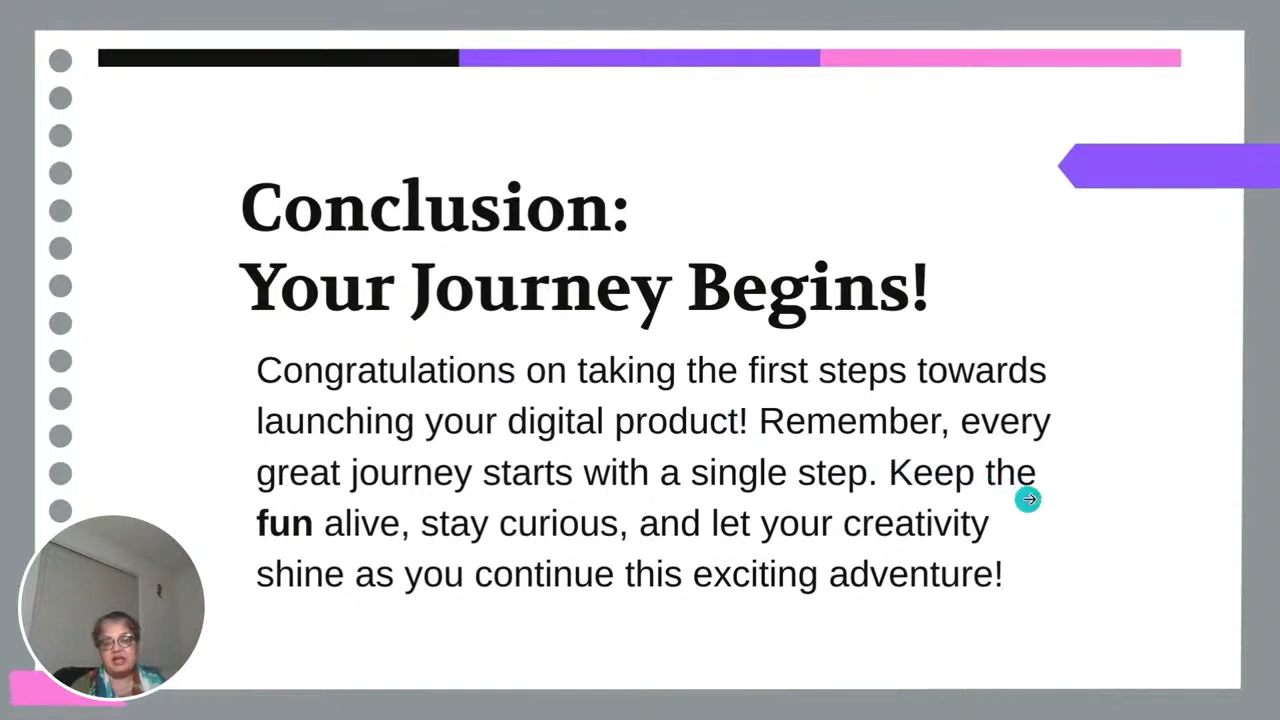 Conclusion:
Your Journey Begins!
Congratulations on taking the first steps towards
launching your digital product! Remember, every
great journey starts with a single step. Keep the
fun alive, stay curious, and let your creativity
shine as you continue this exciting adventure!